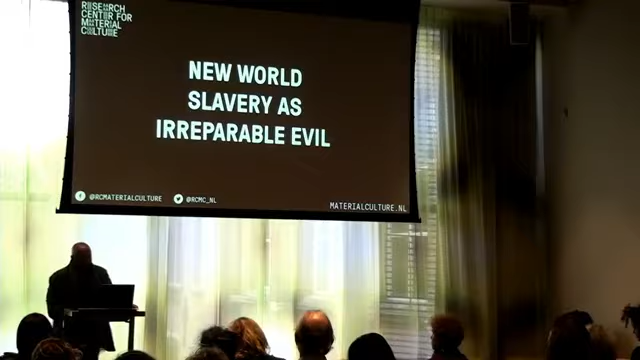 RESEARCH
CENTER FOR
MATERIAL
CULTURE
NEW WORLD
SLAVERY AS
IRREPARABLE EVIL
@RCMATERIALCULTURE
@RCMC_NL
MATERIALCULTURE.NL